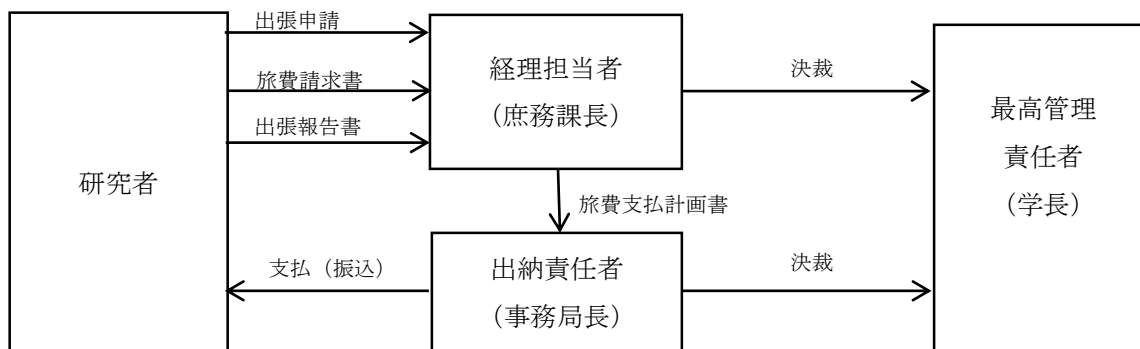 出張申請
旅費請求書
出張報告書
研究者
経理担当者
（庶務課長）
決裁
最高管理
責任者
（学長）
旅費支払計画書
支払（振込）
出納責任者
（事務局長）
決裁